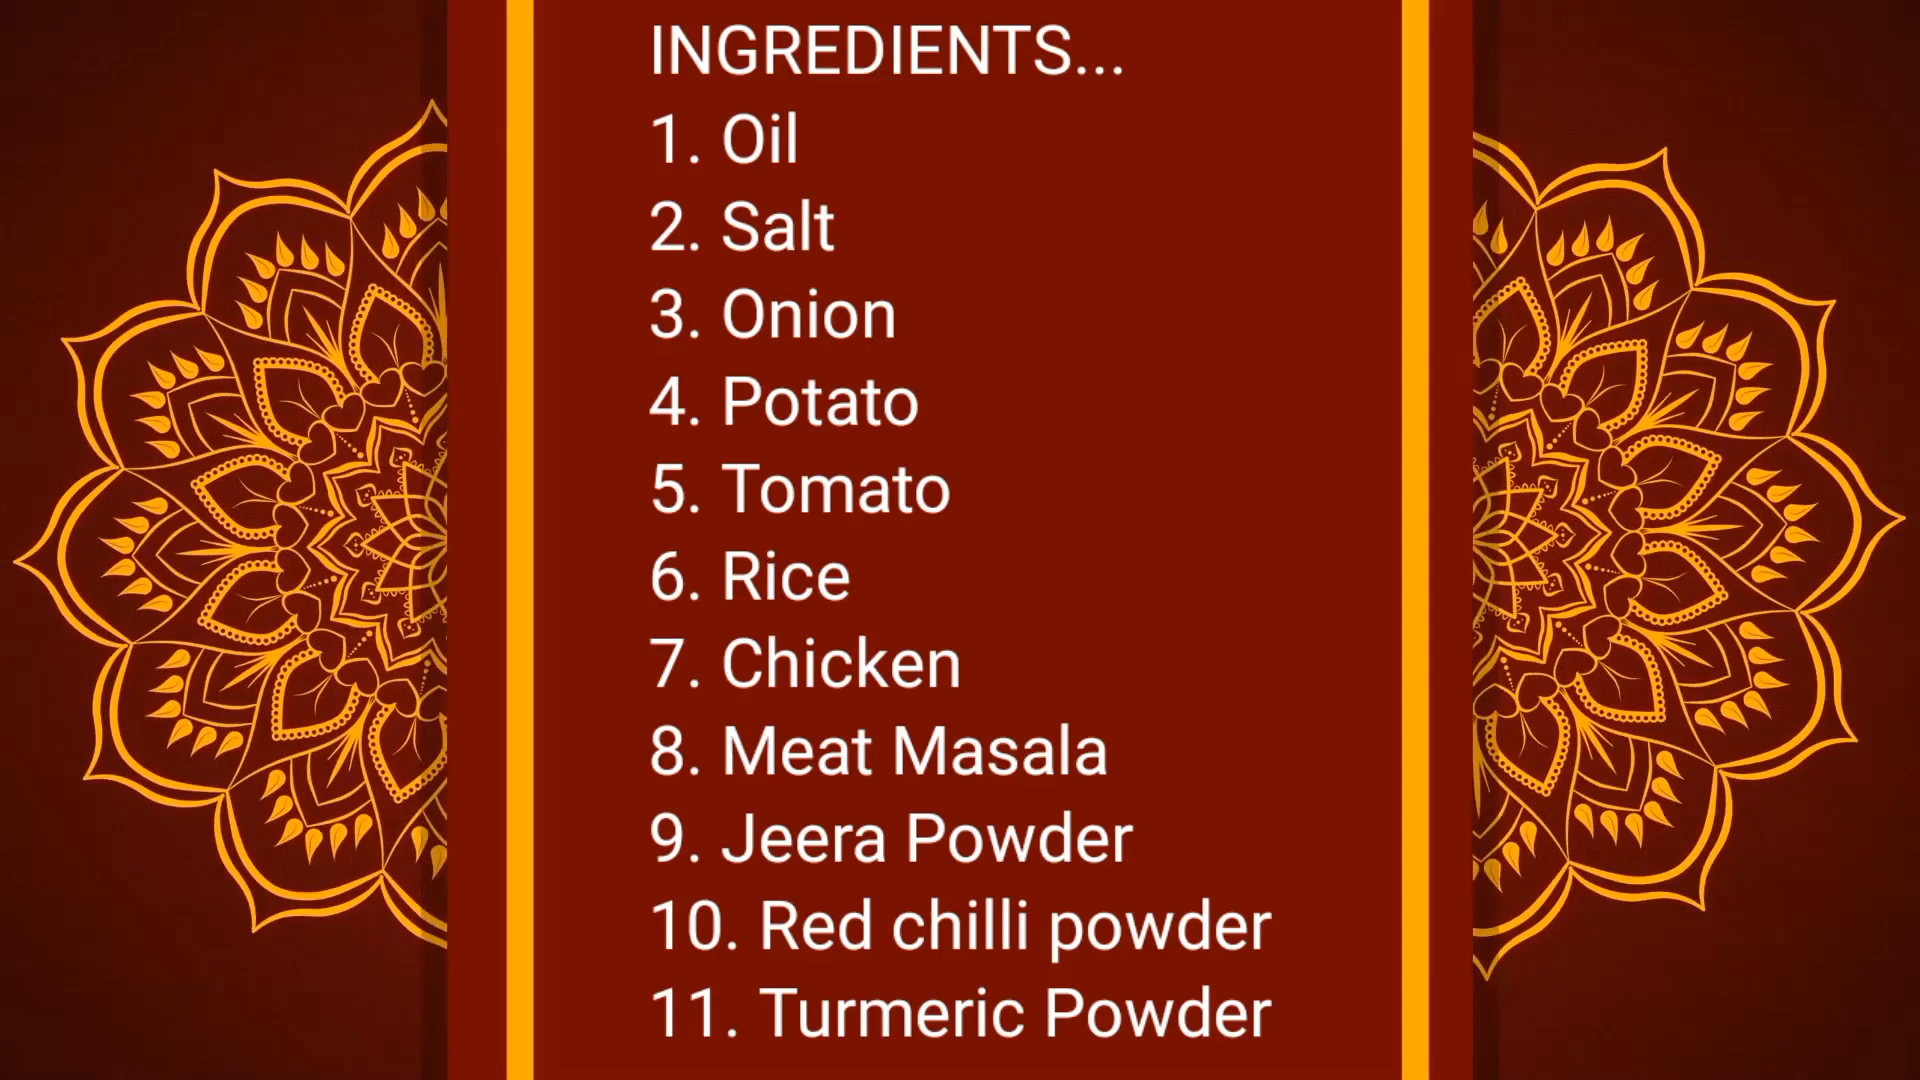 INGREDIENTS...
1. Oil
2. Salt
3. Onion
4. Potato
5. Tomato
6. Rice
7. Chicken
8. Meat Masala
9. Jeera Powder
10. Red chilli powder
11. Turmeric Powder